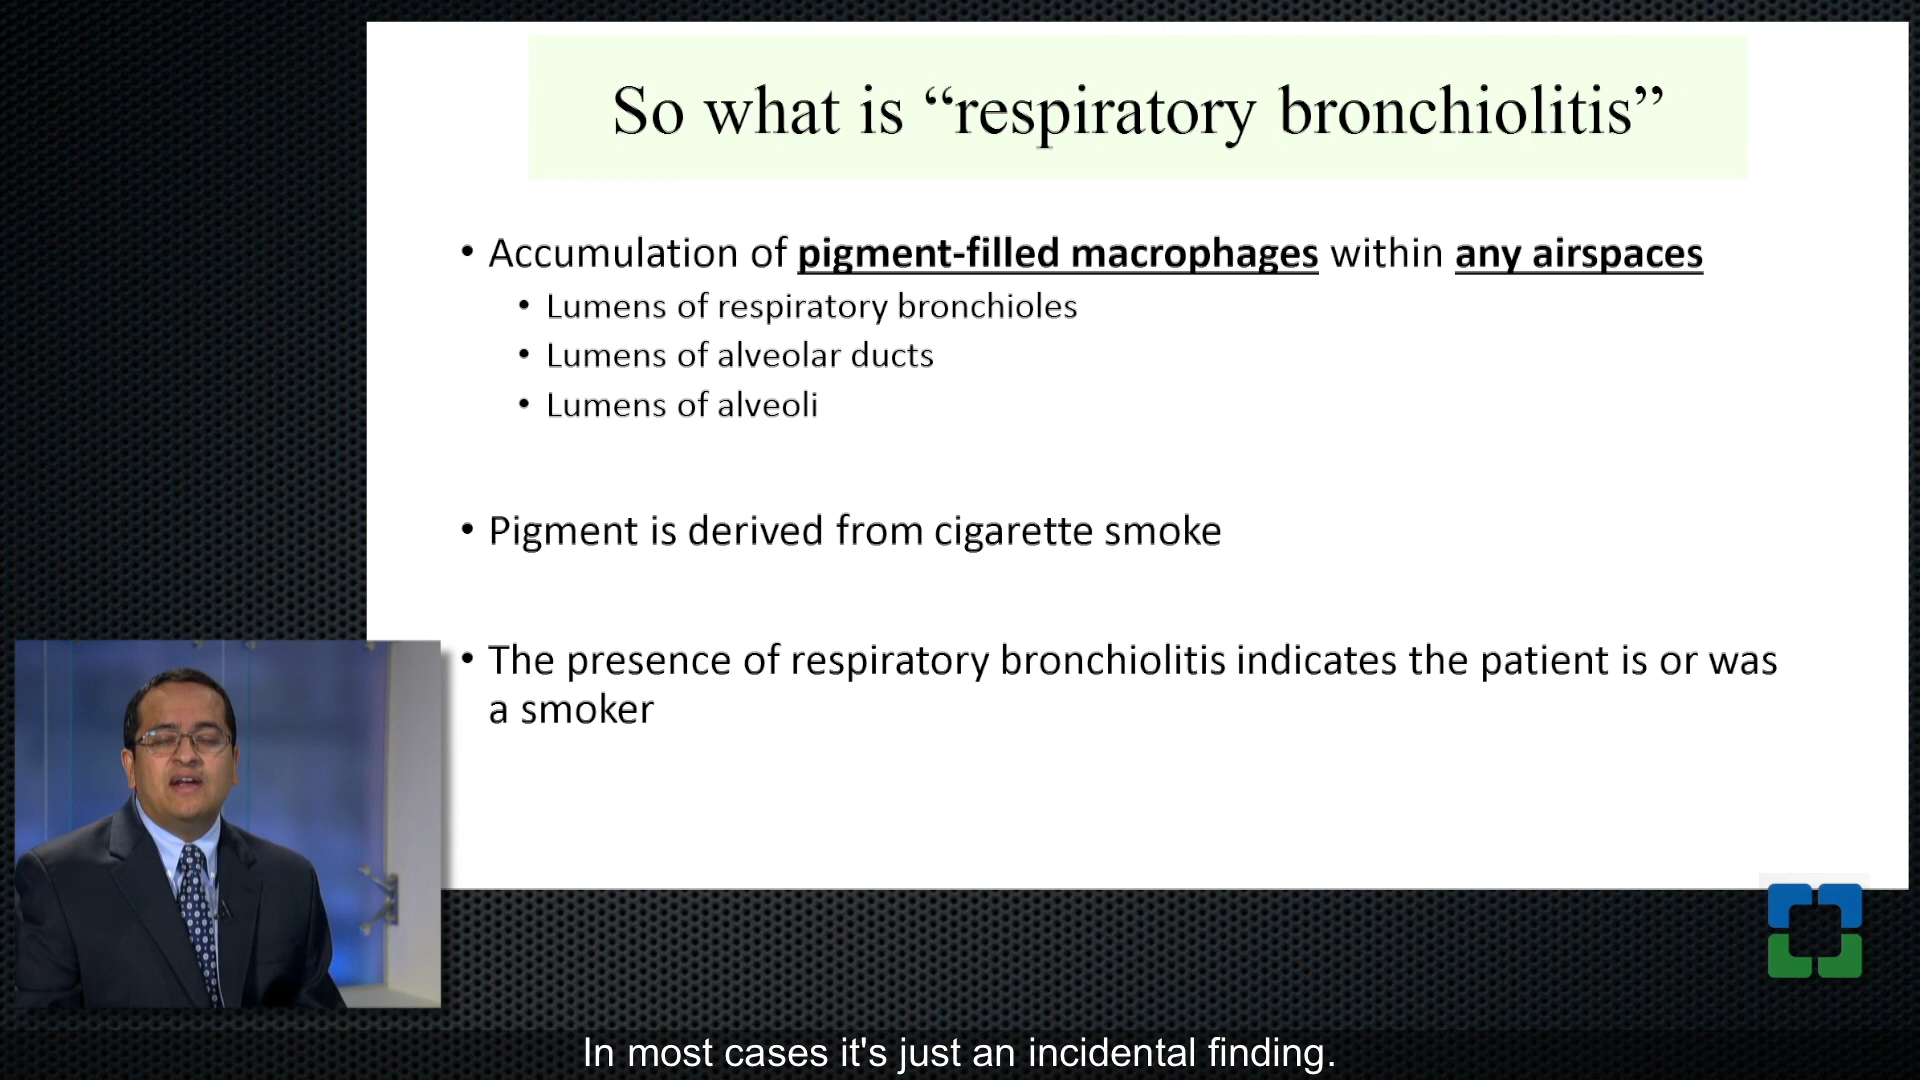 So what is “respiratory bronchiolitis”
• Accumulation of pigment-filled macrophages within any airspaces
• Lumens of respiratory bronchioles
• Lumens of alveolar ducts
• Lumens of alveoli
• Pigment is derived from cigarette smoke
• The presence of respiratory bronchiolitis indicates the patient is or was
a smoker
In most cases it's just an incidental finding.